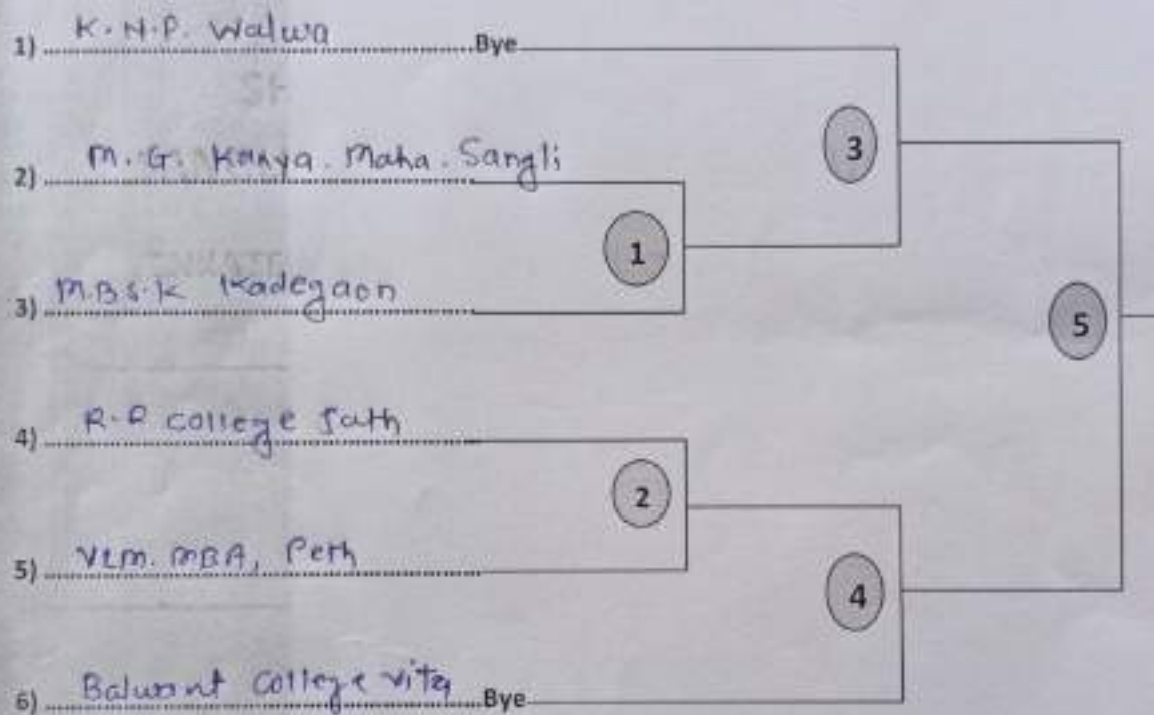 1) K.N.P. Walwa Bye
3
2) M.G. Kanya. Maha. Sangli
1
3) M.B.S.K Kadegaon
5
4) R.R college Jath
2
5) MBA, Peth
4
6) Balwant College vita Bye